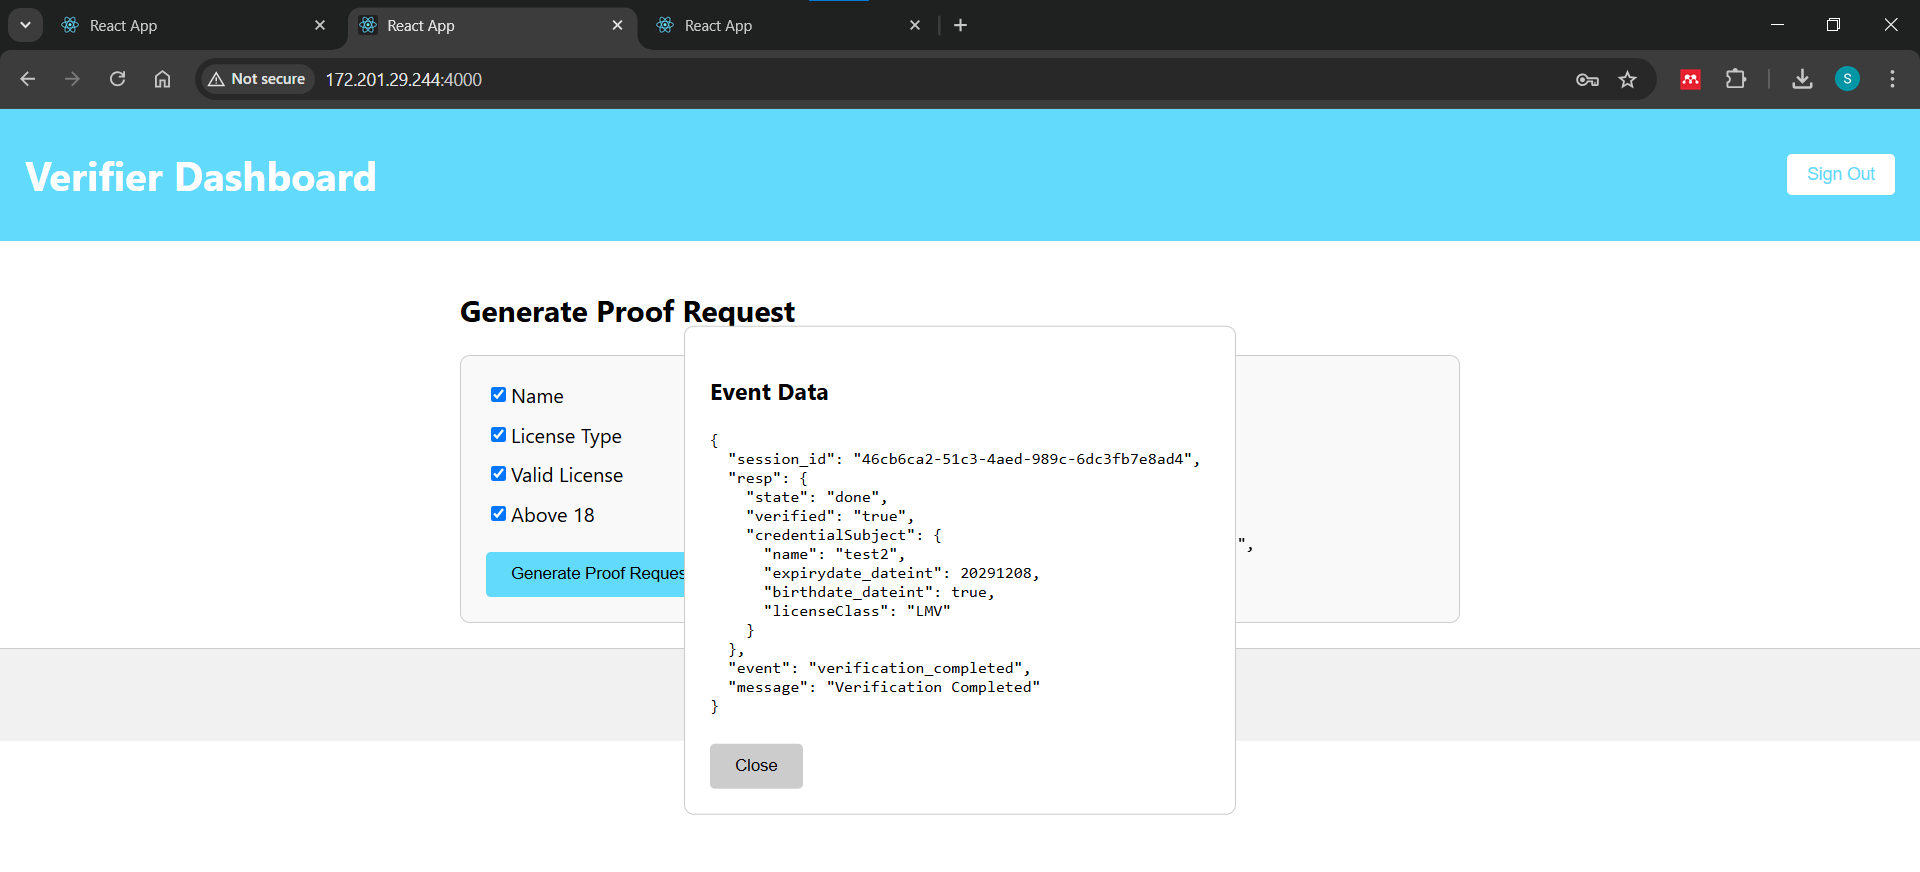 React App
React App
React App
Not secure
172.201.29.244:4000
S
Verifier Dashboard
Sign Out
Generate Proof Request
Name
License Type
Valid License
Above 18
Generate Proof Reques
",
Event Data
{
"session_id": "46cb6ca2-51c3-4aed-989c-6dc3fb7e8ad4",
"resp": {
"state": "done",
"verified": "true",
"credentialSubject": {
"name": "test2",
"expirydate_dateint": 20291208,
"birthdate_dateint": true,
"licenseClass": "LMV"
}
},
"event": "verification_completed",
"message": "Verification Completed"
}
Close